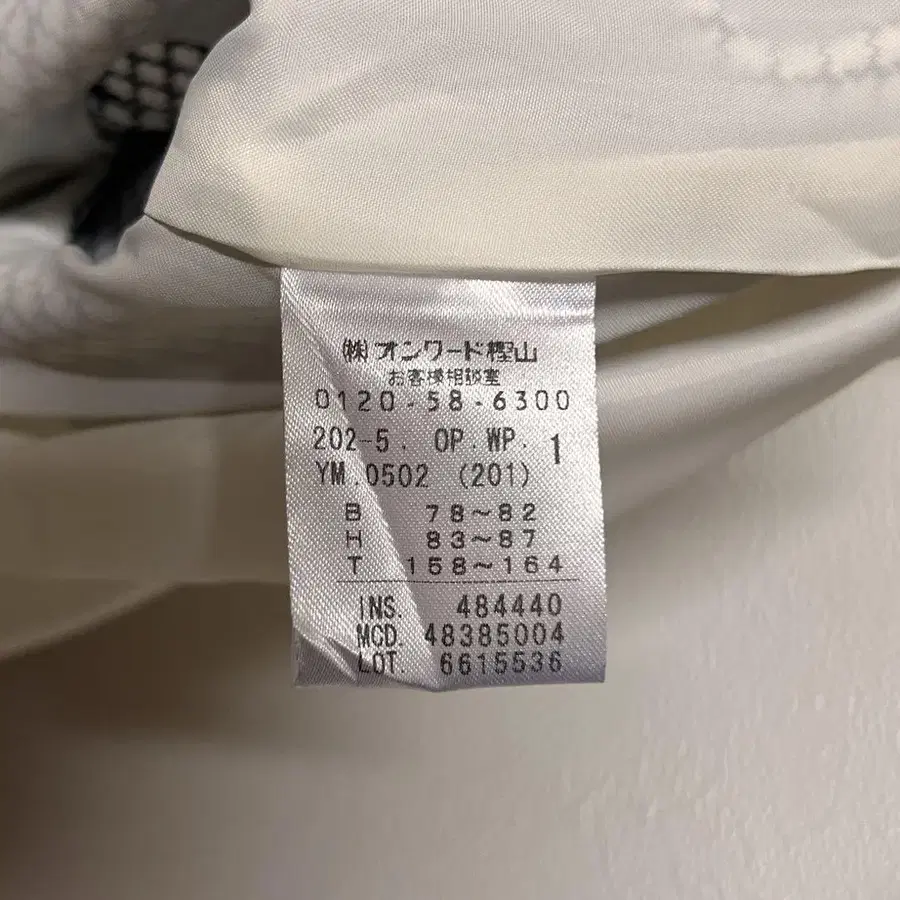 ㈱オンワード樫山
お客様相談室
0120-58-6300
202-5. OP.WP. 1
YM.0502 (201)
B 78~82
H 83~87
T 158~164
INS. 484440
MCD. 48385004
LOT. 6615536